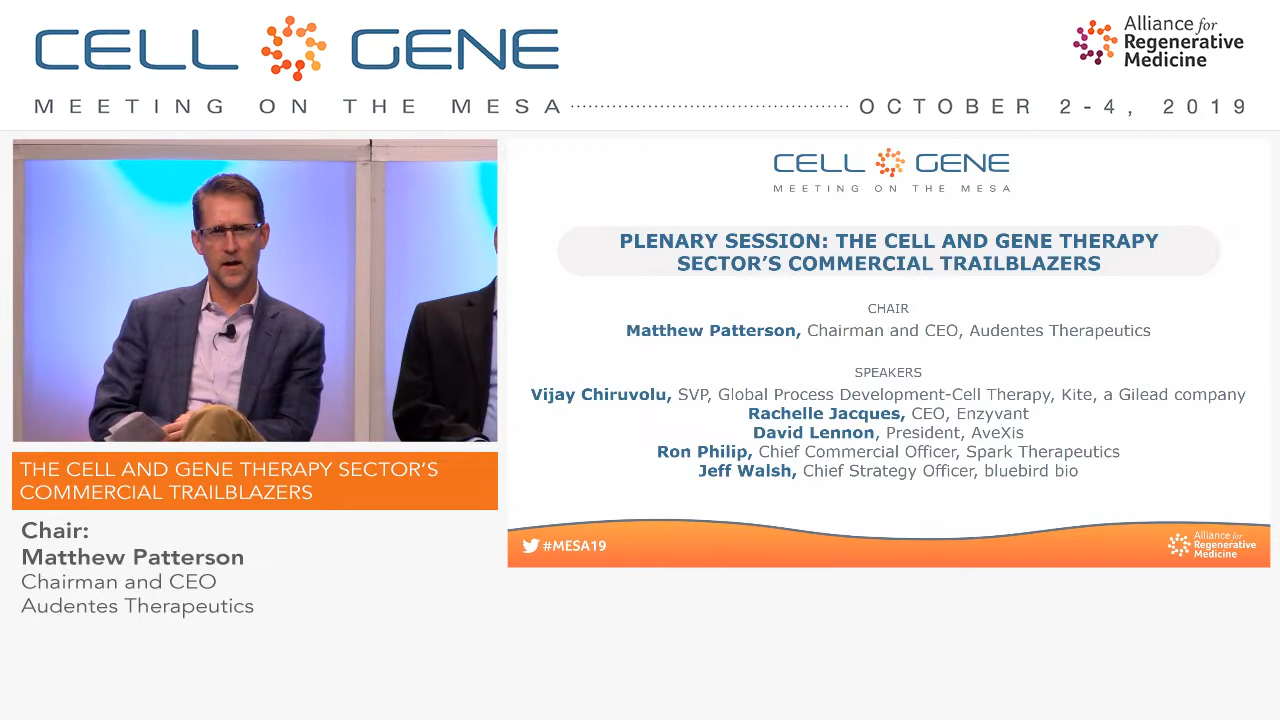 CELL GENE
MEETING ON THE MESA
OCTOBER 2-4, 2019
Alliance for
Regenerative
Medicine
CELL GENE
MEETING ON THE MESA
PLENARY SESSION: THE CELL AND GENE THERAPY
SECTOR'S COMMERCIAL TRAILBLAZERS
CHAIR
Matthew Patterson, Chairman and CEO, Audentes Therapeutics
SPEAKERS
Vijay Chiruvolu, SVP, Global Process Development-Cell Therapy, Kite, a Gilead company
Rachelle Jacques, CEO, Enzyvant
David Lennon, President, AveXis
Ron Philip, Chief Commercial Officer, Spark Therapeutics
Jeff Walsh, Chief Strategy Officer, bluebird bio
#MESA19
Alliance for
Regenerative
Medicine
THE CELL AND GENE THERAPY SECTOR'S
COMMERCIAL TRAILBLAZERS
Chair:
Matthew Patterson
Chairman and CEO
Audentes Therapeutics